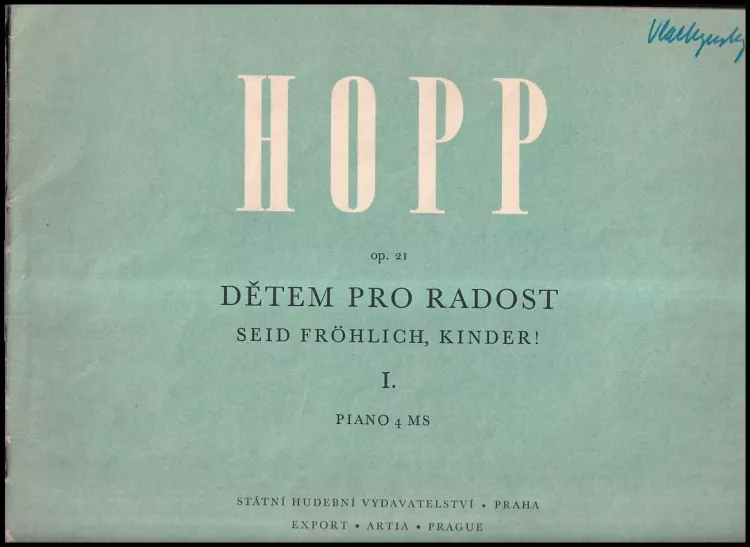 HOPP
op. 21
DĚTEM PRO RADOST
SEID FRÖHLICH, KINDER!
I.
PIANO 4 MS
STÁTNÍ HUDEBNÍ VYDAVATELSTVÍ • PRAHA
EXPORT • ARTIA • PRAGUE